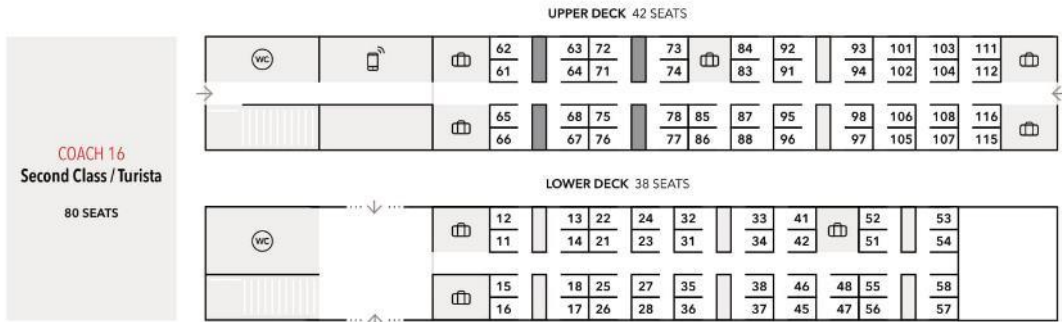 UPPER DECK 42 SEATS
WC 62 63 72 73 84 92 93 101 103 111
61 64 71 74 83 91 94 102 104 112
65 68 75 78 85 87 95 98 106 108 116
66 67 76 77 86 88 96 97 105 107 115
COACH 16
Second Class / Turista
80 SEATS
LOWER DECK 38 SEATS
WC 12 13 22 24 32 33 41 52 53
11 14 21 23 31 34 42 51 54
15 18 25 27 35 38 46 48 55 58
16 17 26 28 36 37 45 47 56 57